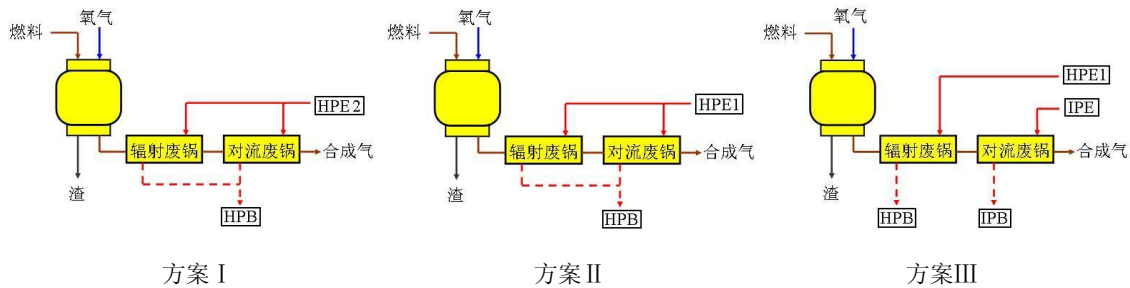 燃料
氧气
HPE2
辐射废锅
对流废锅
合成气
渣
HPB
方案Ⅰ
燃料
氧气
HPE1
辐射废锅
对流废锅
合成气
渣
HPB
方案Ⅱ
燃料
氧气
HPE1
IPE
辐射废锅
对流废锅
合成气
渣
HPB
IPB
方案Ⅲ